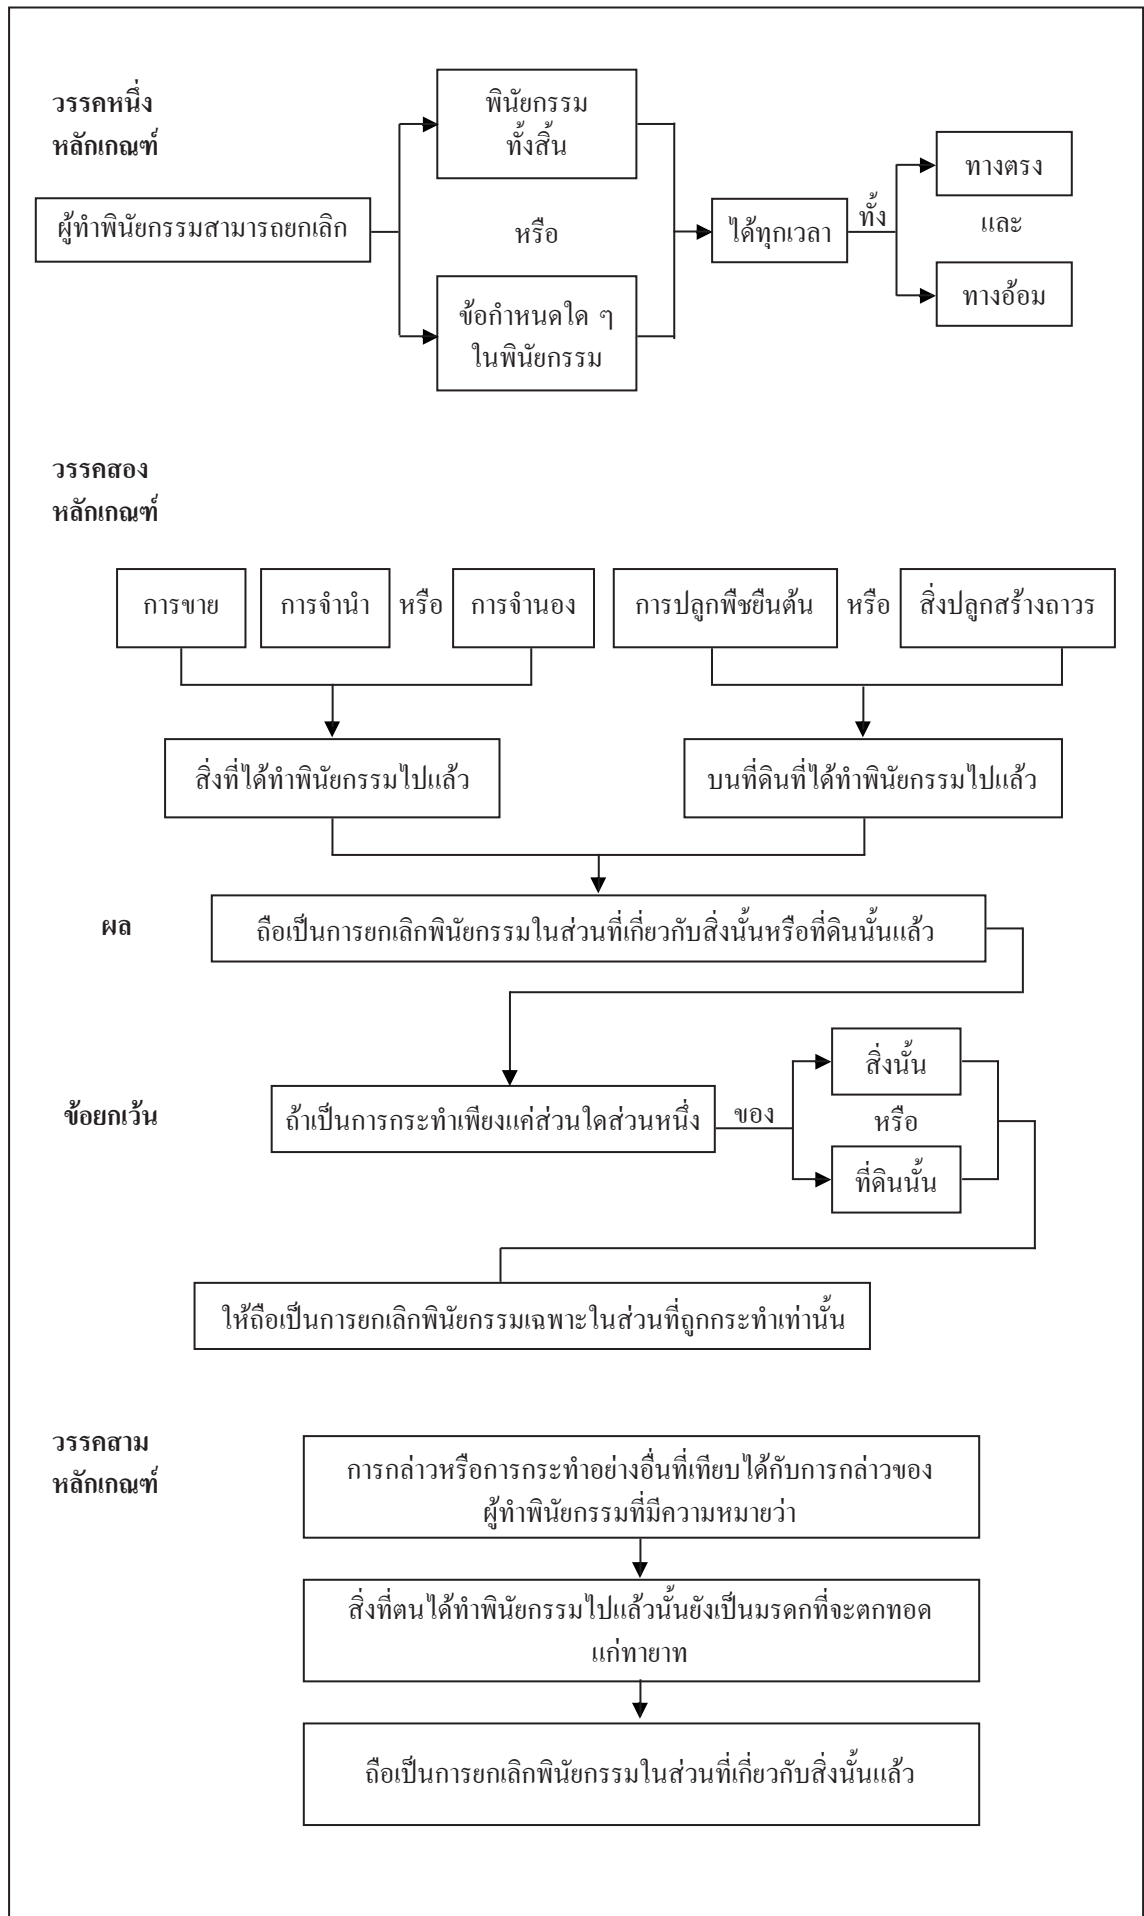 วรรคหนึ่ง
หลักเกณฑ์
ผู้ทำพินัยกรรมสามารถยกเลิก
พินัยกรรม
ทั้งสิ้น
หรือ
ข้อกำหนดใด ๆ
ในพินัยกรรม
ได้ทุกเวลา
ทั้ง
ทางตรง
และ
ทางอ้อม
วรรคสอง
หลักเกณฑ์
การขาย
การจำนำ
หรือ
การจำนอง
การปลูกพืชยืนต้น
หรือ
สิ่งปลูกสร้างถาวร
สิ่งที่ได้ทำพินัยกรรมไปแล้ว
บนที่ดินที่ได้ทำพินัยกรรมไปแล้ว
ผล
ถือเป็นการยกเลิกพินัยกรรมในส่วนที่เกี่ยวกับสิ่งนั้นหรือที่ดินนั้นแล้ว
ข้อยกเว้น
ถ้าเป็นการกระทำเพียงแค่ส่วนใดส่วนหนึ่ง
ของ
สิ่งนั้น
หรือ
ที่ดินนั้น
ให้ถือเป็นการยกเลิกพินัยกรรมเฉพาะในส่วนที่ถูกกระทำเท่านั้น
วรรคสาม
หลักเกณฑ์
การกล่าวหรือการกระทำอย่างอื่นที่เทียบได้กับการกล่าวของ
ผู้ทำพินัยกรรมที่มีความหมายว่า
สิ่งที่ตนได้ทำพินัยกรรมไปแล้วนั้นยังเป็นมรดกที่จะตกทอด
แก่ทายาท
ถือเป็นการยกเลิกพินัยกรรมในส่วนที่เกี่ยวกับสิ่งนั้นแล้ว